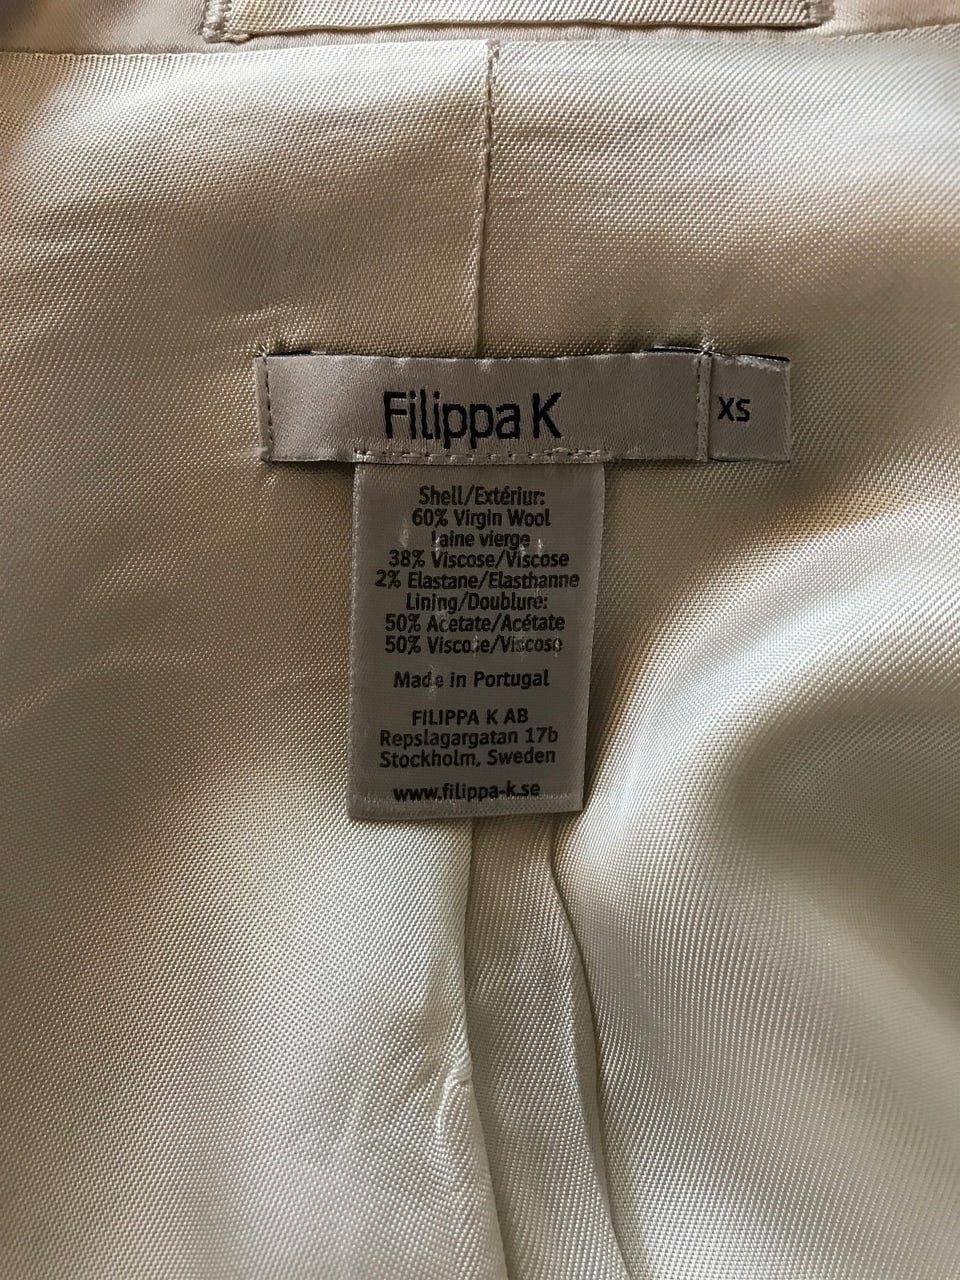 Filippa K
XS
Shell/Extériur:
60% Virgin Wool
Laine vierge
38% Viscose/Viscose
2% Elastane/Elasthanne
Lining/Doublure:
50% Acetate/Acétate
50% Viscose/Viscose
Made in Portugal
FILIPPA K AB
Repslagargatan 17b
Stockholm, Sweden
www.filippa-k.se